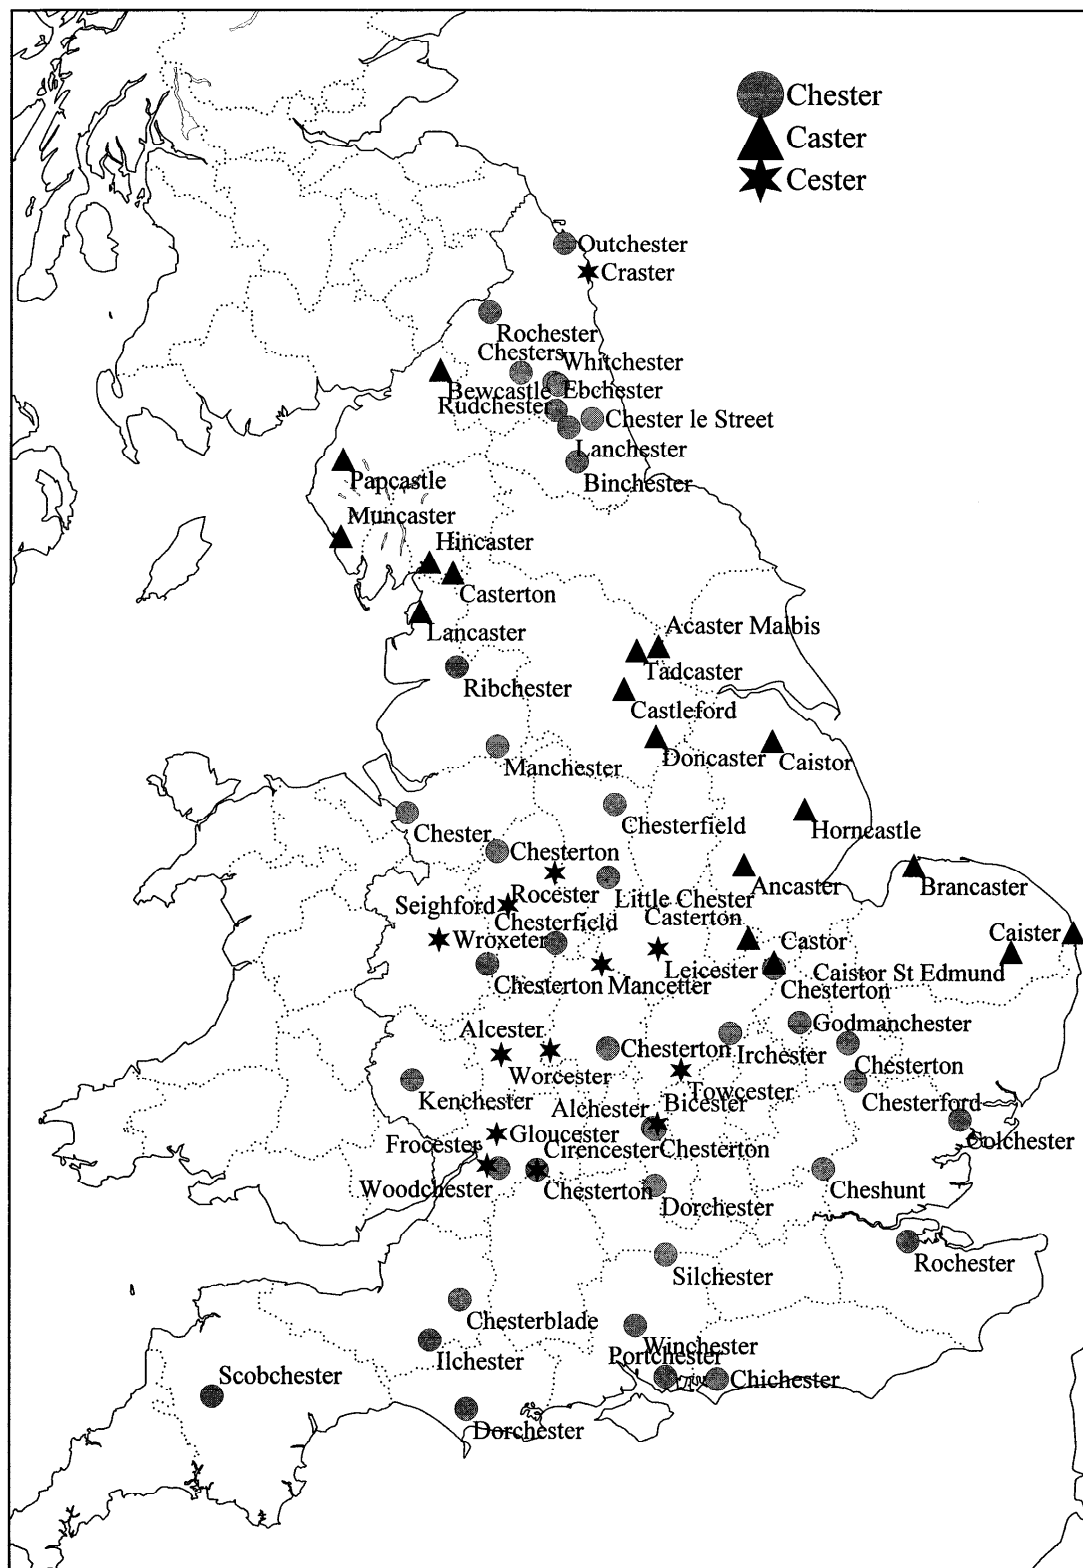 Chester
Caster
Cester
Outchester
Craster
Rochester
Chesters
Whitchester
Bewcastle
Ebchester
Rudchester
Chester le Street
Lanchester
Binchester
Papcastle
Muncaster
Hincaster
Casterton
Lancaster
Acaster Malbis
Tadcaster
Ribchester
Castleford
Doncaster
Caistor
Manchester
Chester
Chesterfield
Horncastle
Chesterton
Ancaster
Brancaster
Rocester
Little Chester
Seighford
Chesterfield
Casterton
Wroxeter
Castor
Caister
Leicester
Caistor St Edmund
Chesterton
Mancetter
Chesterton
Alcester
Godmanchester
Worcester
Chesterton
Irchester
Chesterton
Kenchester
Towcester
Chesterford
Alchester
Bicester
Colchester
Frocester
Gloucester
Cirencester
Chesterton
Woodchester
Chesterton
Cheshunt
Dorchester
Rochester
Silchester
Chesterblade
Winchester
Ilchester
Portchester
Scobchester
Chichester
Dorchester